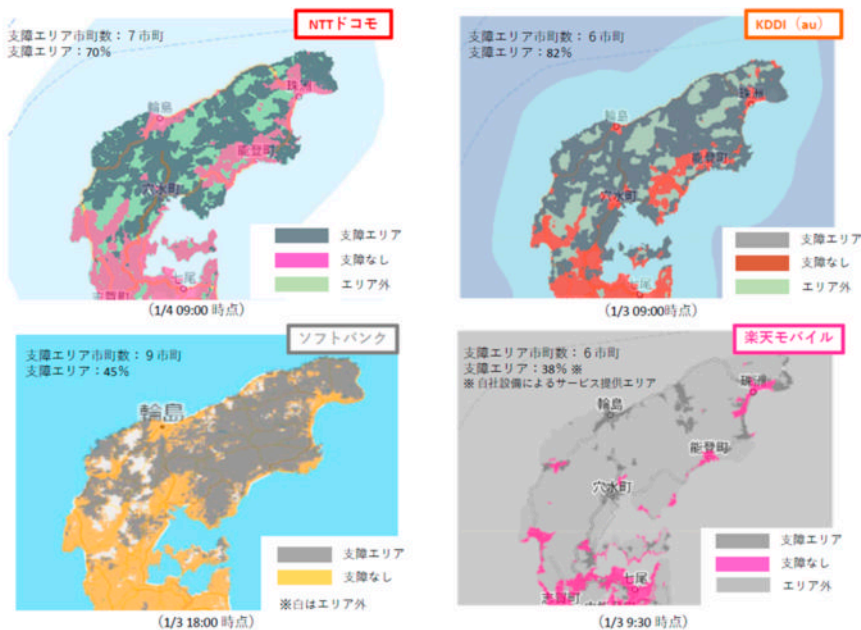 NTTドコモ
支障エリア市町数：７市町
支障エリア：70%
輪島
珠洲
能登町
穴水町
七尾
志賀町
支障エリア
支障なし
エリア外
(1/4 09:00 時点)
KDDI（au）
支障エリア市町数：６市町
支障エリア：82%
輪島
珠洲
能登町
穴水町
七尾
支障エリア
支障なし
エリア外
(1/3 09:00時点)
ソフトバンク
支障エリア市町数：９市町
支障エリア：45%
輪島
支障エリア
支障なし
※白はエリア外
(1/3 18:00 時点)
楽天モバイル
支障エリア市町数：６市町
支障エリア：38% ※
※ 自社設備によるサービス提供エリア
輪島
珠洲
能登町
穴水町
七尾
志賀町
支障エリア
支障なし
エリア外
(1/3 9:30 時点)